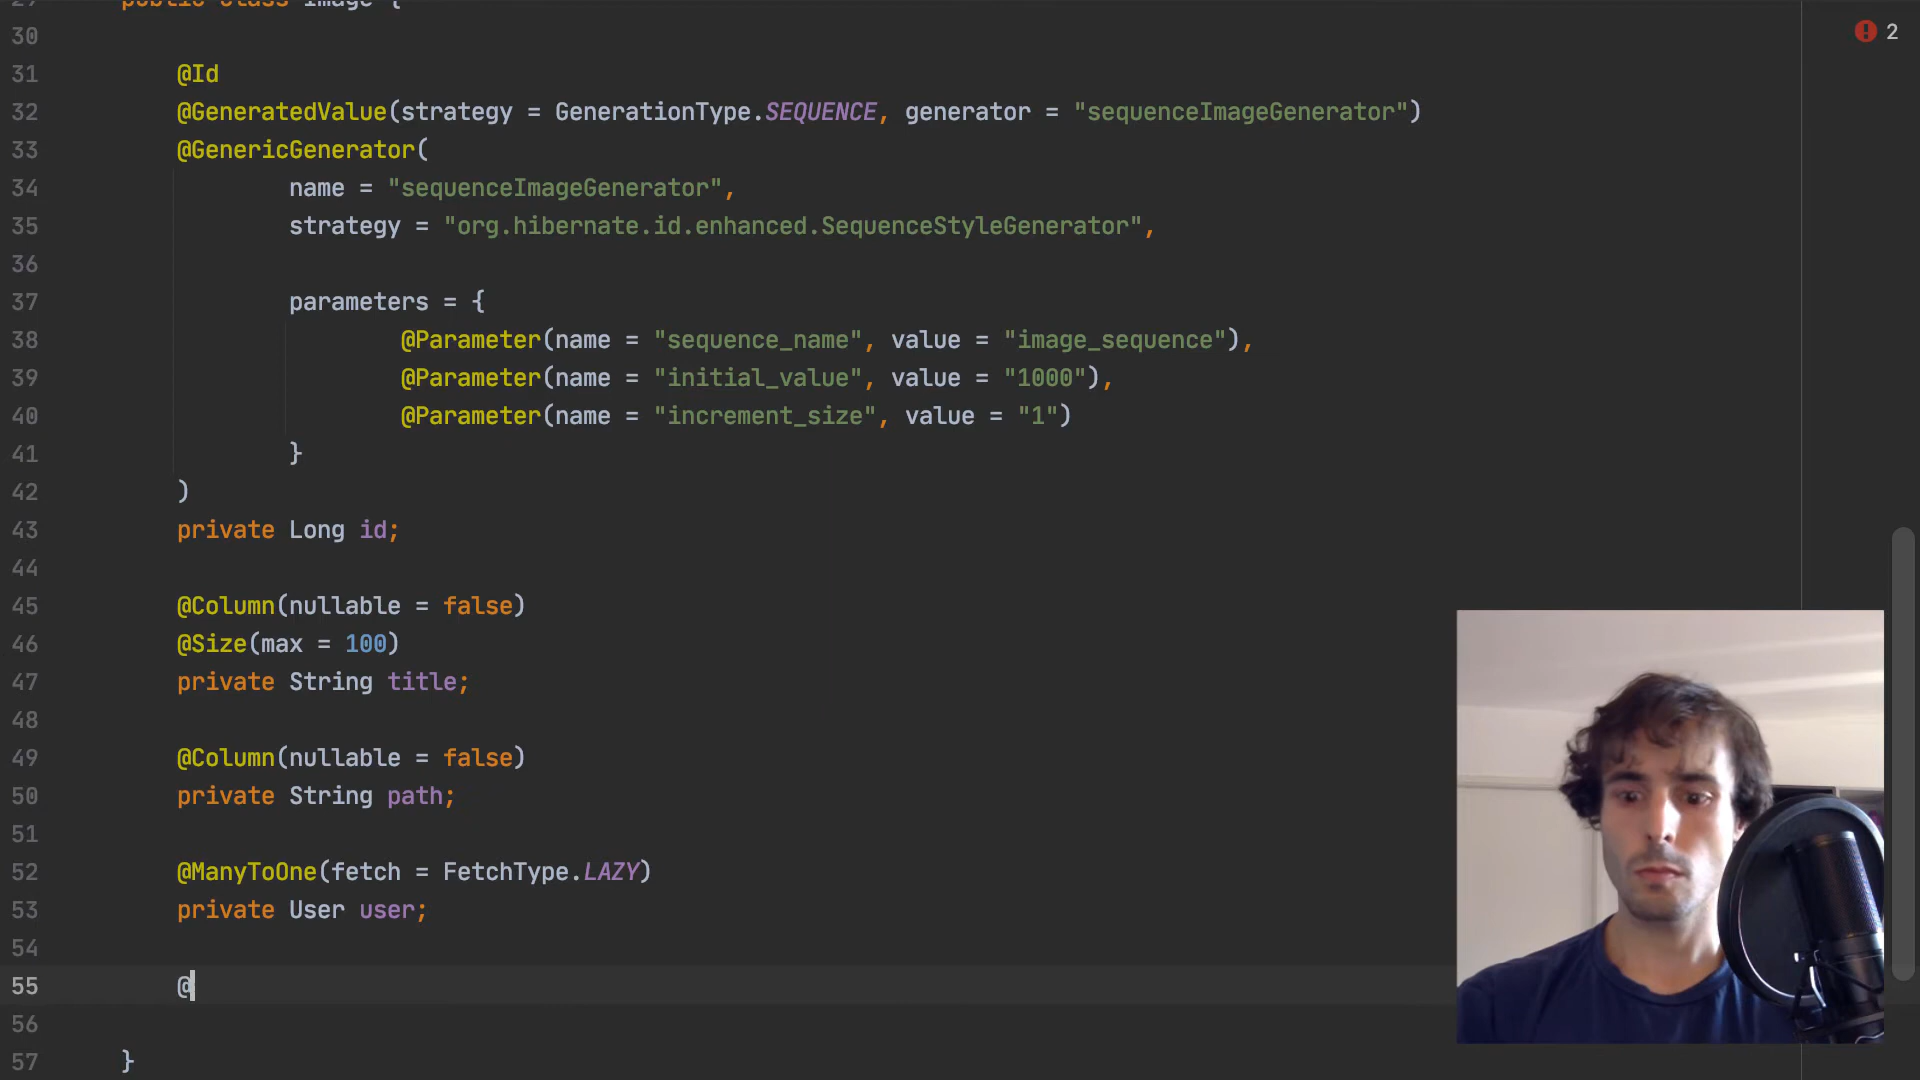 29 public class Image {
30
2
31 @Id
32 @GeneratedValue(strategy = GenerationType.SEQUENCE, generator = "sequenceImageGenerator")
33 @GenericGenerator(
34 name = "sequenceImageGenerator",
35 strategy = "org.hibernate.id.enhanced.SequenceStyleGenerator",
36
37 parameters = {
38 @Parameter(name = "sequence_name", value = "image_sequence"),
39 @Parameter(name = "initial_value", value = "1000"),
40 @Parameter(name = "increment_size", value = "1")
41 }
42 )
43 private Long id;
44
45 @Column(nullable = false)
46 @Size(max = 100)
47 private String title;
48
49 @Column(nullable = false)
50 private String path;
51
52 @ManyToOne(fetch = FetchType.LAZY)
53 private User user;
54
55 @
56
57 }